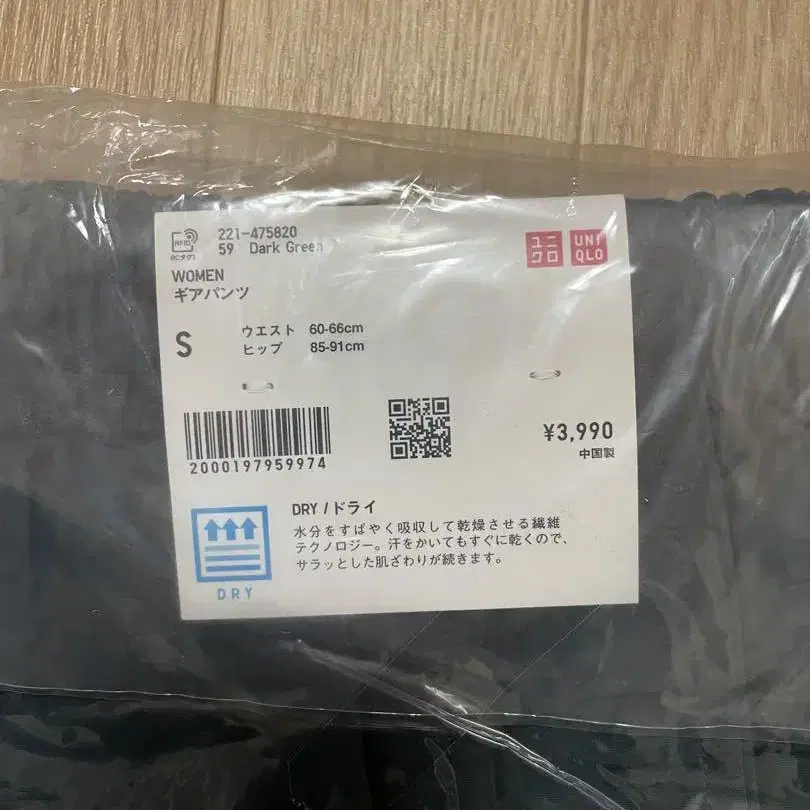 RFID
ICタグ
221-475820
59 Dark Green
ユニ
クロ
UNI
QLO
WOMEN
ギアパンツ
S
ウエスト 60-66cm
ヒップ 85-91cm
¥3,990
中国製
2000197959974
DRY / ドライ
水分をすばやく吸収して乾燥させる繊維
テクノロジー。汗をかいてもすぐに乾くので、
サラッとした肌ざわりが続きます。
DRY